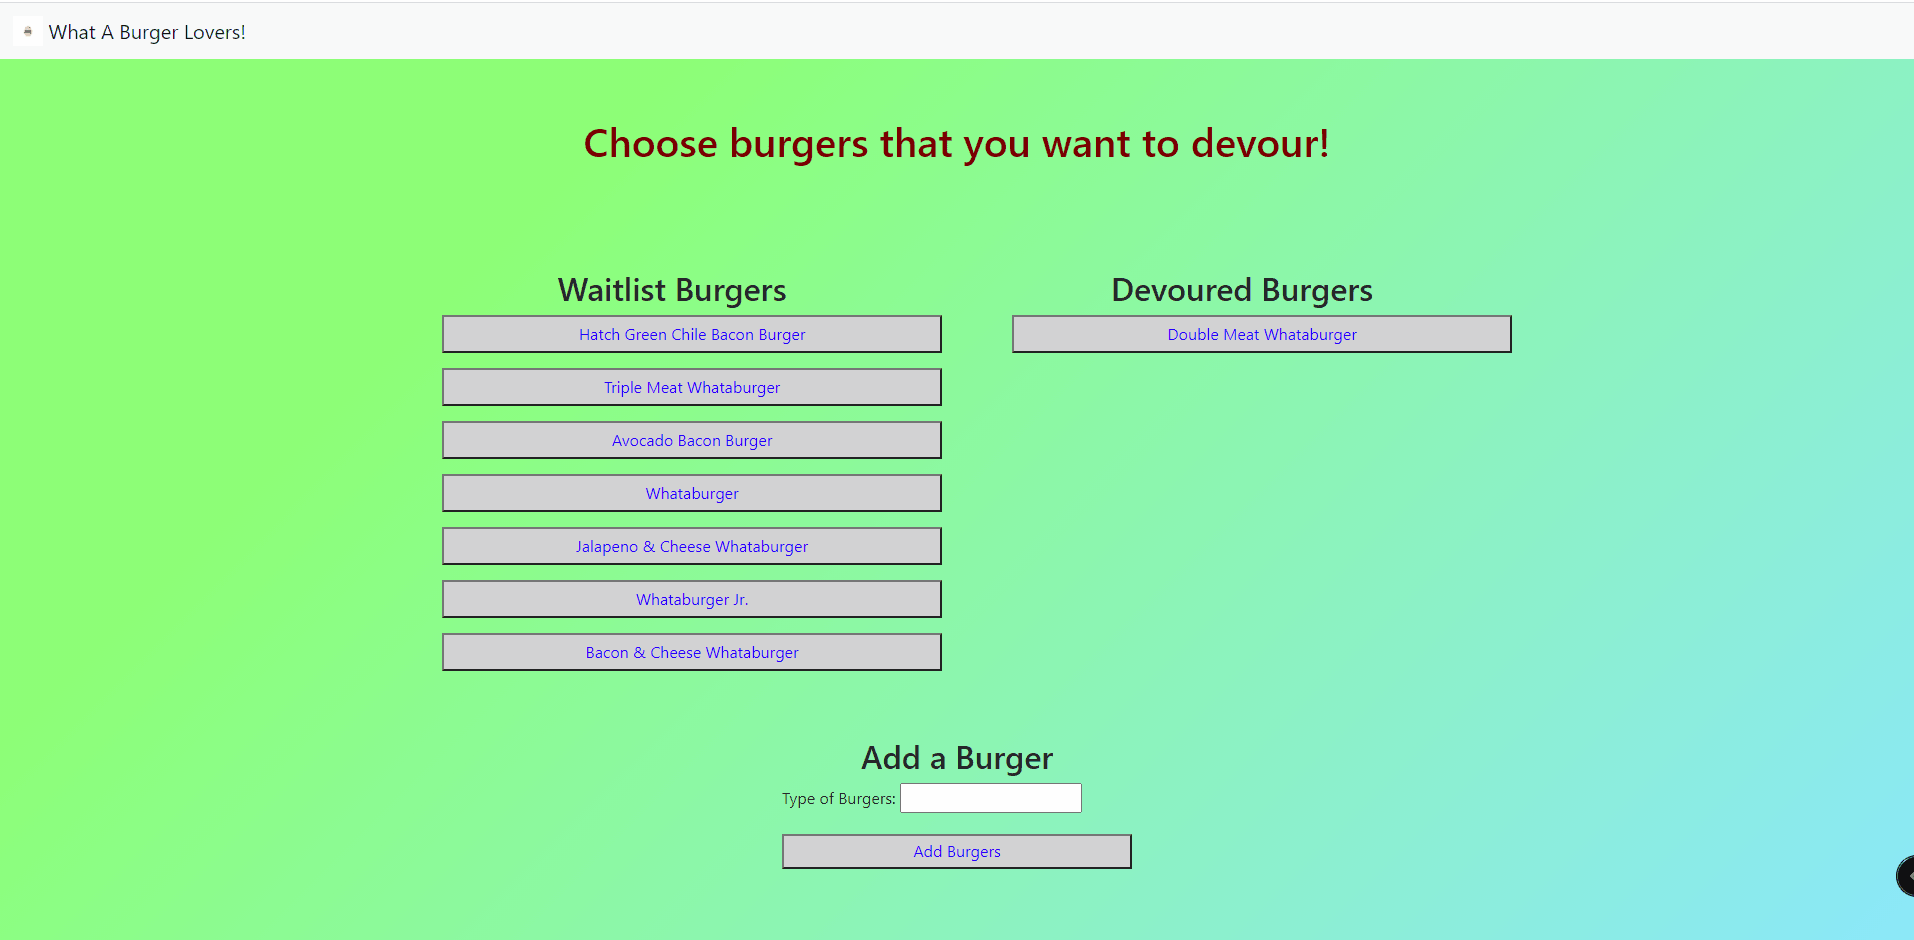 What A Burger Lovers!
Choose burgers that you want to devour!
Waitlist Burgers
Hatch Green Chile Bacon Burger
Triple Meat Whataburger
Avocado Bacon Burger
Whataburger
Jalapeno & Cheese Whataburger
Whataburger Jr.
Bacon & Cheese Whataburger
Devoured Burgers
Double Meat Whataburger
Add a Burger
Type of Burgers:
Add Burgers